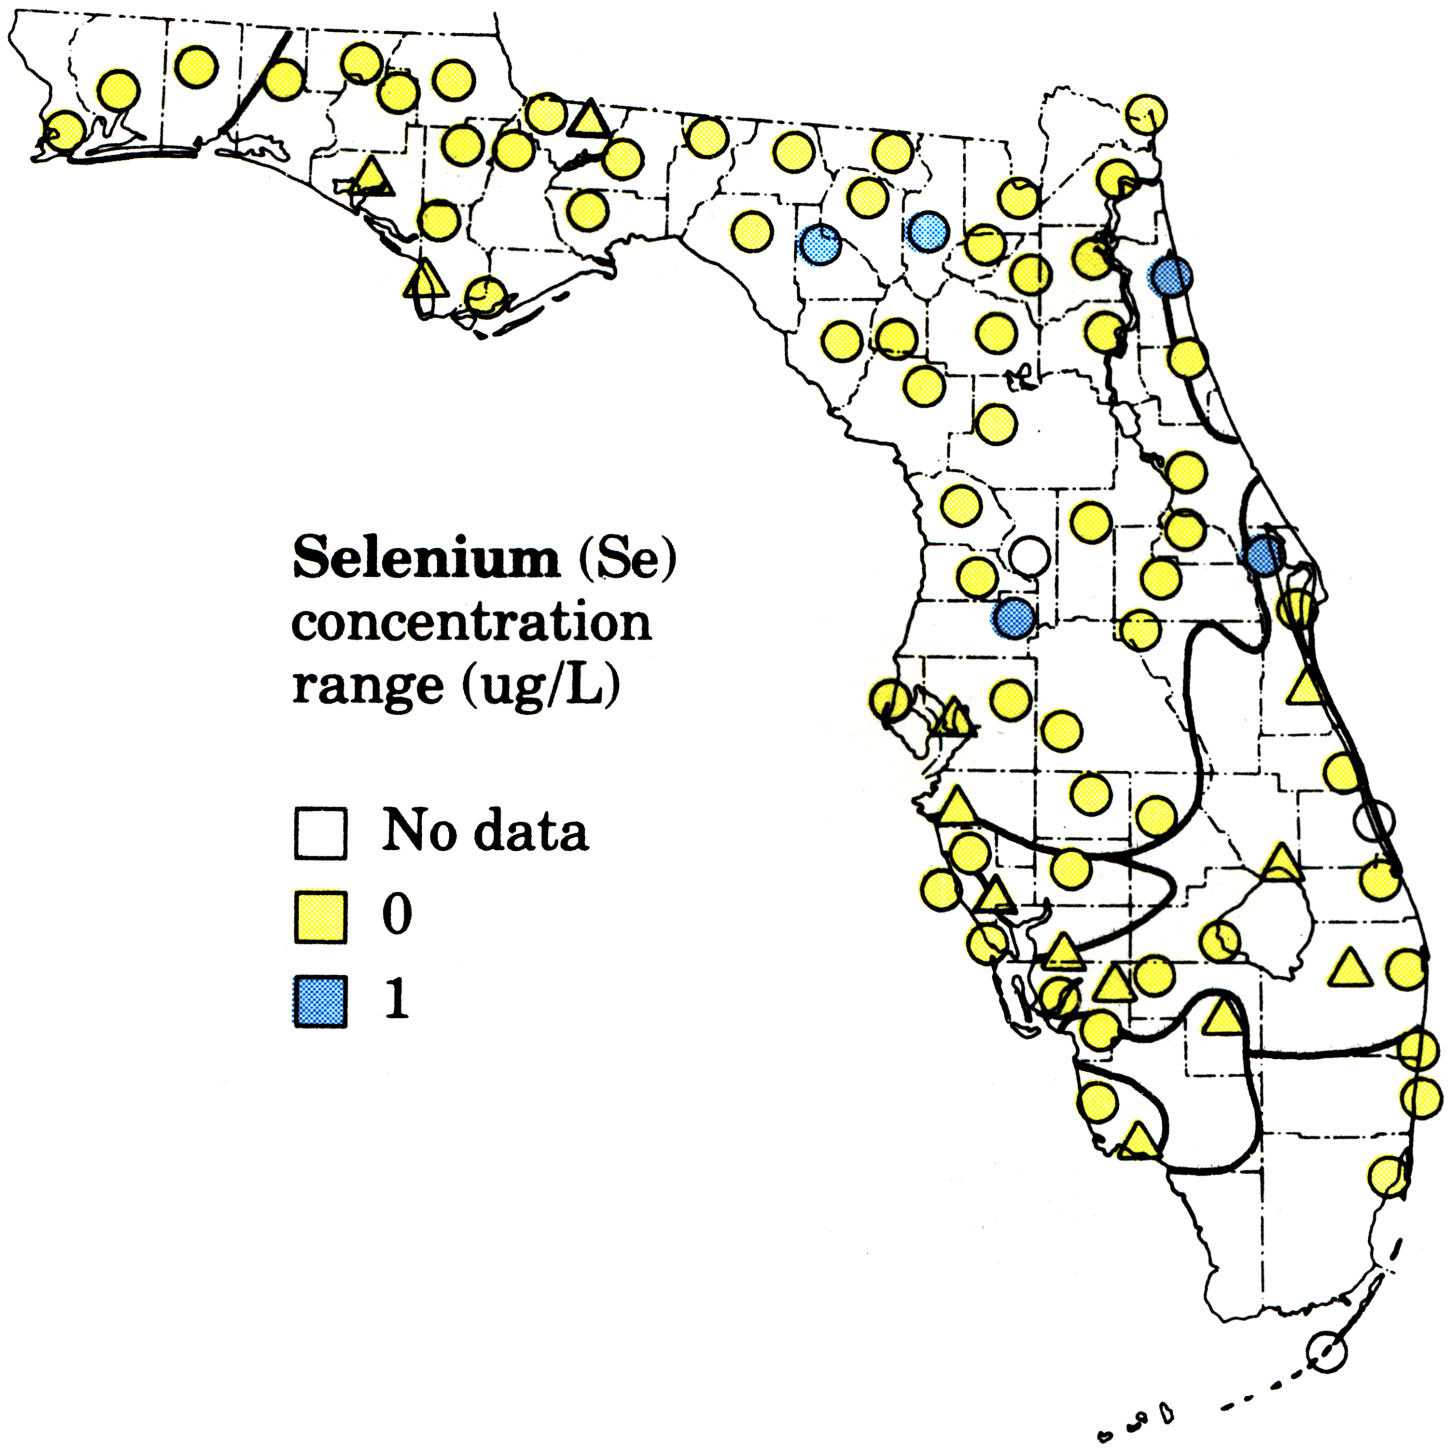 Selenium (Se)
concentration
range (ug/L)
No data
0
1